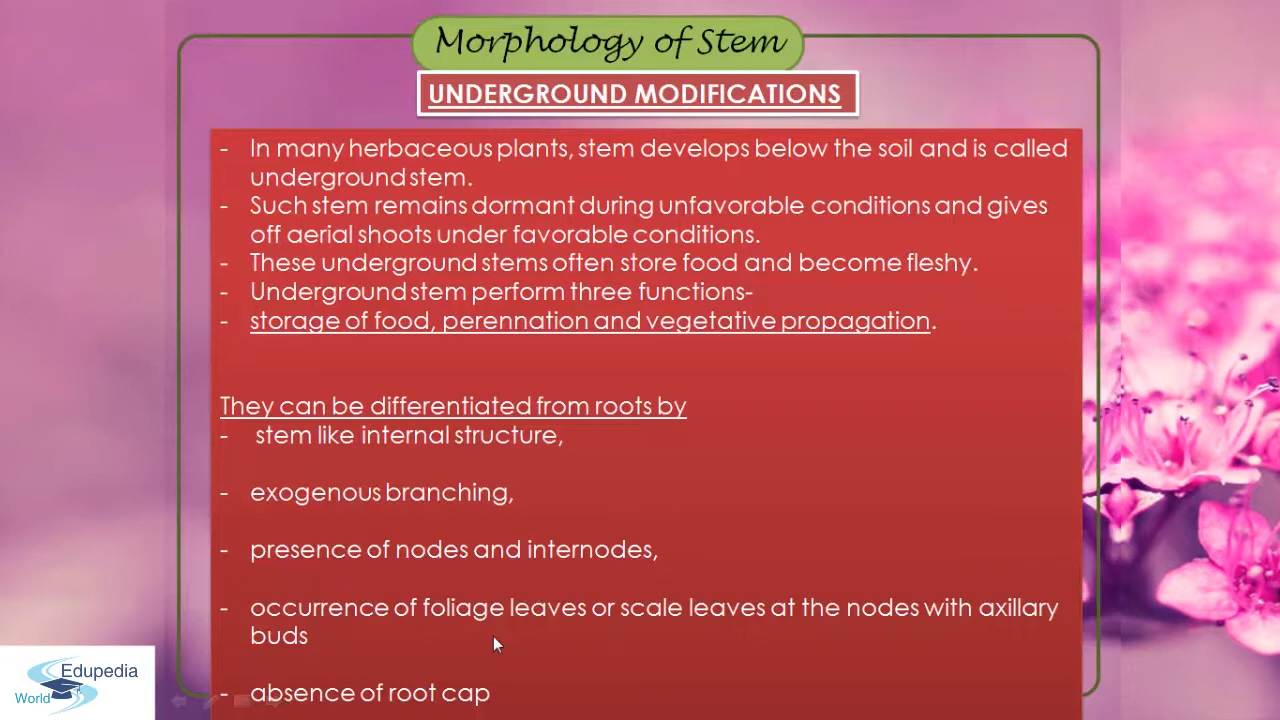 Morphology of Stem
UNDERGROUND MODIFICATIONS
- In many herbaceous plants, stem develops below the soil and is called
underground stem.
- Such stem remains dormant during unfavorable conditions and gives
off aerial shoots under favorable conditions.
- These underground stems often store food and become fleshy.
- Underground stem perform three functions-
- storage of food, perennation and vegetative propagation.
They can be differentiated from roots by
- stem like internal structure,
- exogenous branching,
- presence of nodes and internodes,
- occurrence of foliage leaves or scale leaves at the nodes with axillary
buds
- absence of root cap
Edupedia
World